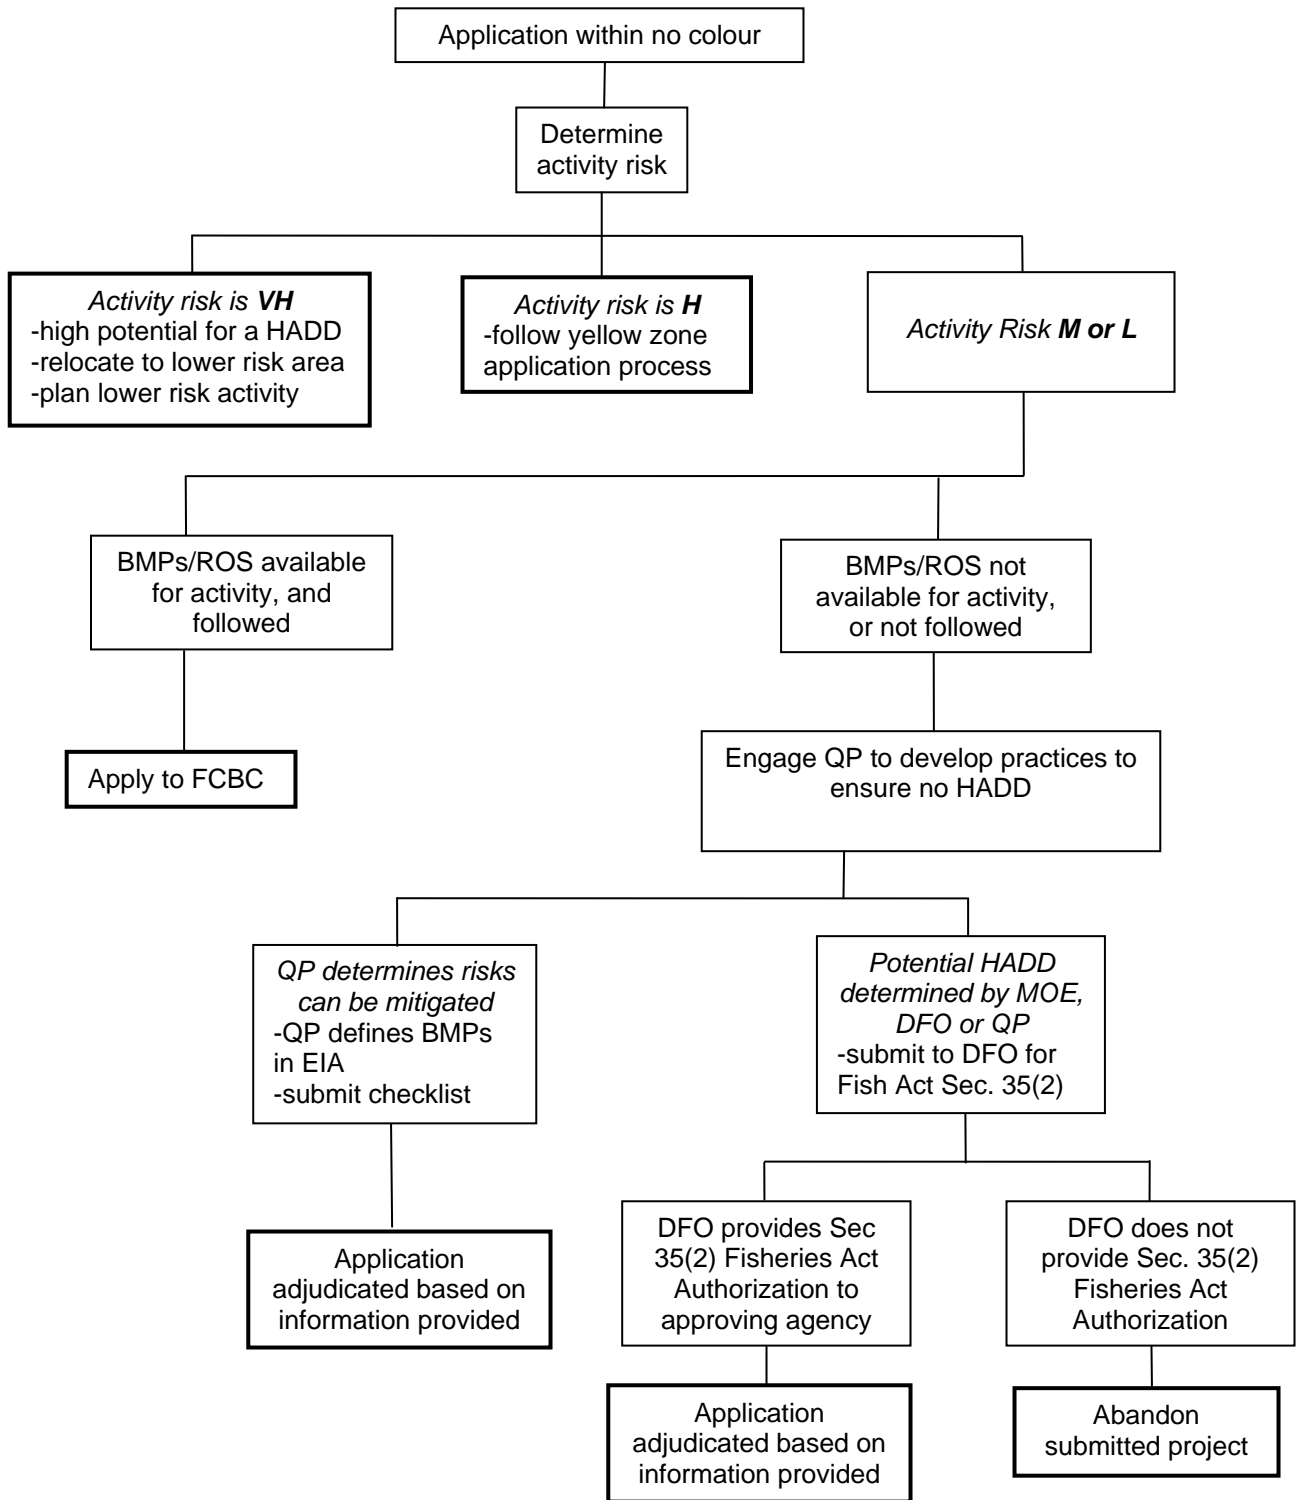 Application within no colour
Determine
activity risk
Activity risk is VH
-high potential for a HADD
-relocate to lower risk area
-plan lower risk activity
Activity risk is H
-follow yellow zone
application process
Activity Risk M or L
BMPs/ROS available
for activity, and
followed
BMPs/ROS not
available for activity,
or not followed
Apply to FCBC
Engage QP to develop practices to
ensure no HADD
QP determines risks
can be mitigated
-QP defines BMPs
in EIA
-submit checklist
Potential HADD
determined by MOE,
DFO or QP
-submit to DFO for
Fish Act Sec. 35(2)
Application
adjudicated based on
information provided
DFO provides Sec
35(2) Fisheries Act
Authorization to
approving agency
DFO does not
provide Sec. 35(2)
Fisheries Act
Authorization
Application
adjudicated based on
information provided
Abandon
submitted project